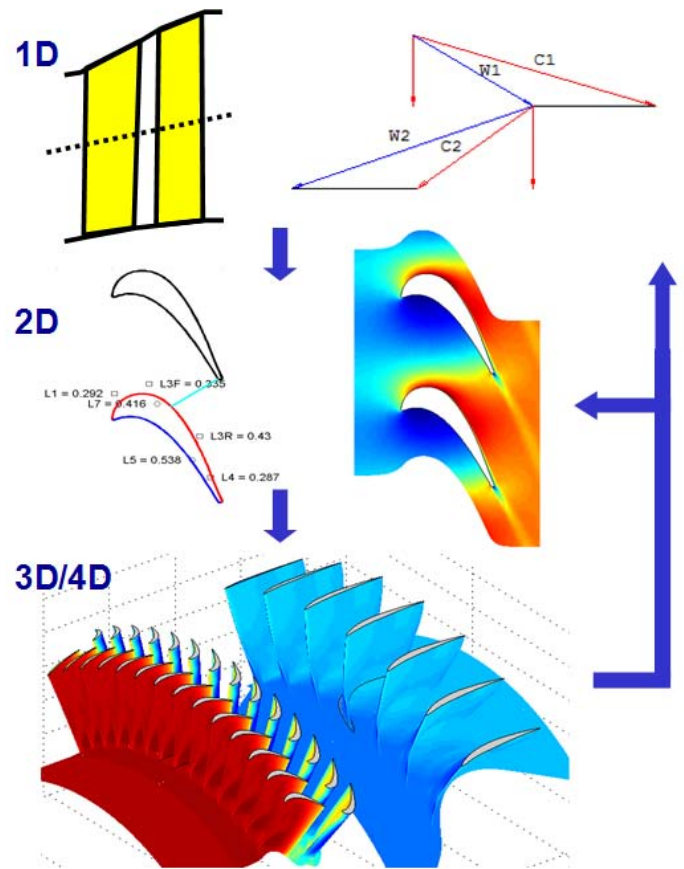 1D
C1
W1
W2
C2
2D
L3F = 0.235
L1 = 0.292
L7 = 0.416
L3R = 0.43
L5 = 0.538
L4 = 0.287
3D/4D